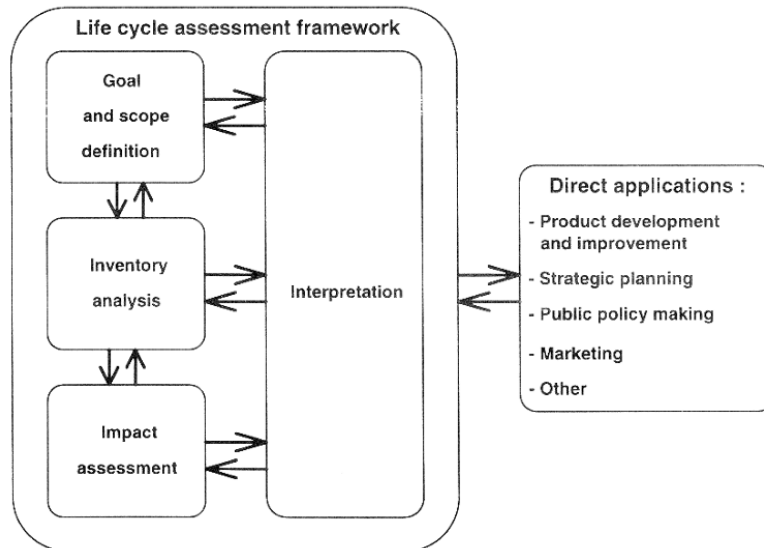 Life cycle assessment framework
Goal
and scope
definition
Inventory
analysis
Impact
assessment
Interpretation
Direct applications :
- Product development
and improvement
- Strategic planning
- Public policy making
- Marketing
- Other